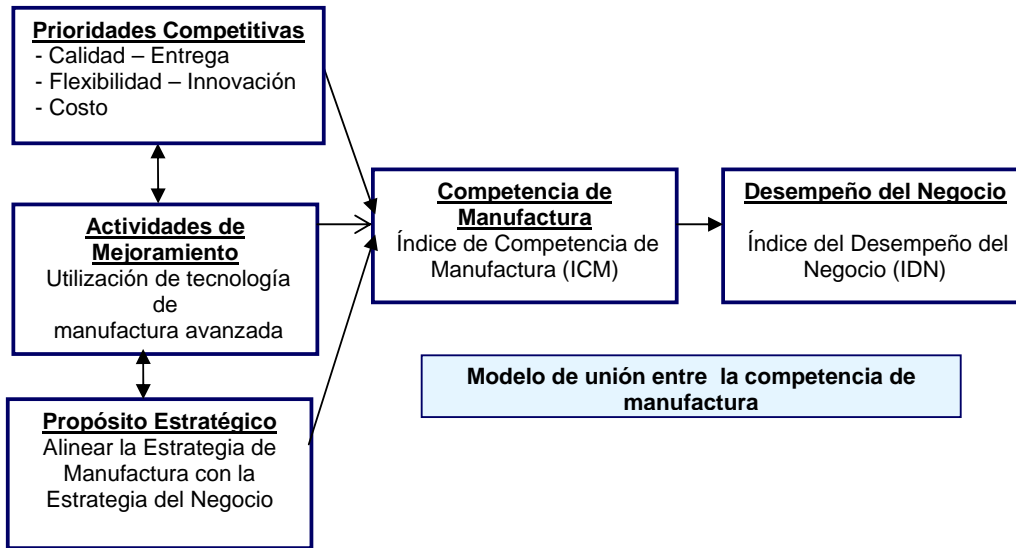 Prioridades Competitivas
- Calidad – Entrega
- Flexibilidad – Innovación
- Costo
Actividades de
Mejoramiento
Utilización de tecnología
de
manufactura avanzada
Propósito Estratégico
Alinear la Estrategia de
Manufactura con la
Estrategia del Negocio
Competencia de
Manufactura
Índice de Competencia de
Manufactura (ICM)
Desempeño del Negocio
Índice del Desempeño del
Negocio (IDN)
Modelo de unión entre la competencia de
manufactura